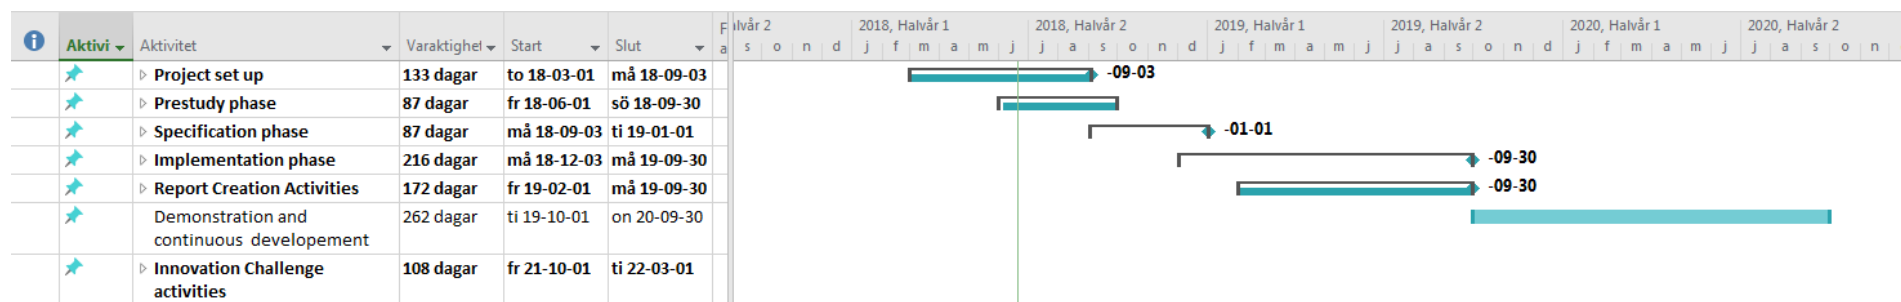 F lvår 2 2018, Halvår 1 2018, Halvår 2 2019, Halvår 1 2019, Halvår 2 2020, Halvår 1 2020, Halvår 2
Aktivi Aktivitet Varaktighet Start Slut a s o n d j f m a m j j a s o n d j f m a m j j a s o n d j f m a m j j a s o n
Project set up 133 dagar to 18-03-01 må 18-09-03 -09-03
Prestudy phase 87 dagar fr 18-06-01 sö 18-09-30
Specification phase 87 dagar må 18-09-03 ti 19-01-01 -01-01
Implementation phase 216 dagar må 18-12-03 må 19-09-30 -09-30
Report Creation Activities 172 dagar fr 19-02-01 må 19-09-30 -09-30
Demonstration and 262 dagar ti 19-10-01 on 20-09-30
continuous developement
Innovation Challenge 108 dagar fr 21-10-01 ti 22-03-01
activities